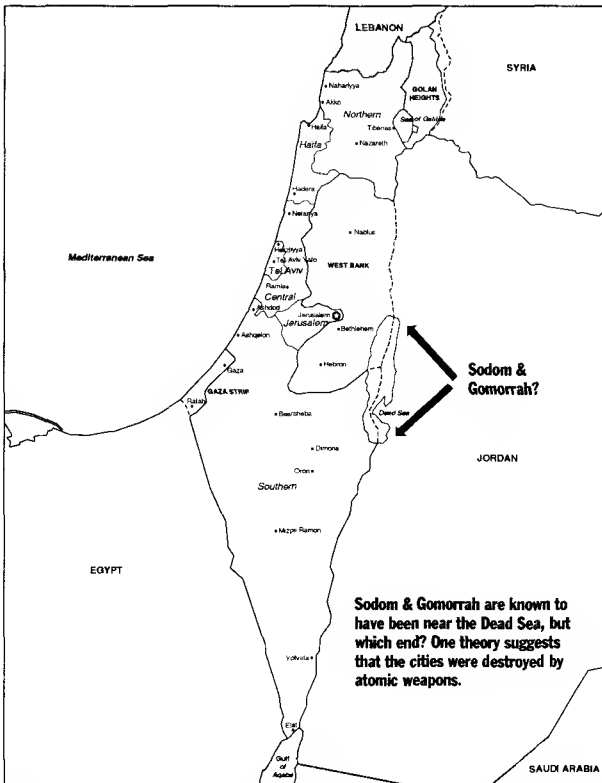 LEBANON
SYRIA
Nahariyya
GOLAN
HEIGHTS
Akko
Northern
Sea of Galilee
Tiberias
Haifa
Haifa
Nazareth
Hadera
Netanya
Nablus
Mediterranean Sea
Herzliyya
Tel Aviv Yafo
WEST BANK
Tel Aviv
Ramla
Central
Ashdod
Jerusalem
Jerusalem
Bethlehem
Ashqelon
Sodom &
Gomorrah?
Hebron
Gaza
GAZA STRIP
Rafah
Beersheba
Dead Sea
Dimona
JORDAN
Oron
Southern
Mizpe Ramon
EGYPT
Sodom & Gomorrah are known to
have been near the Dead Sea, but
which end? One theory suggests
that the cities were destroyed by
atomic weapons.
Yotvata
Elat
Gulf
of
Aqaba
SAUDI ARABIA